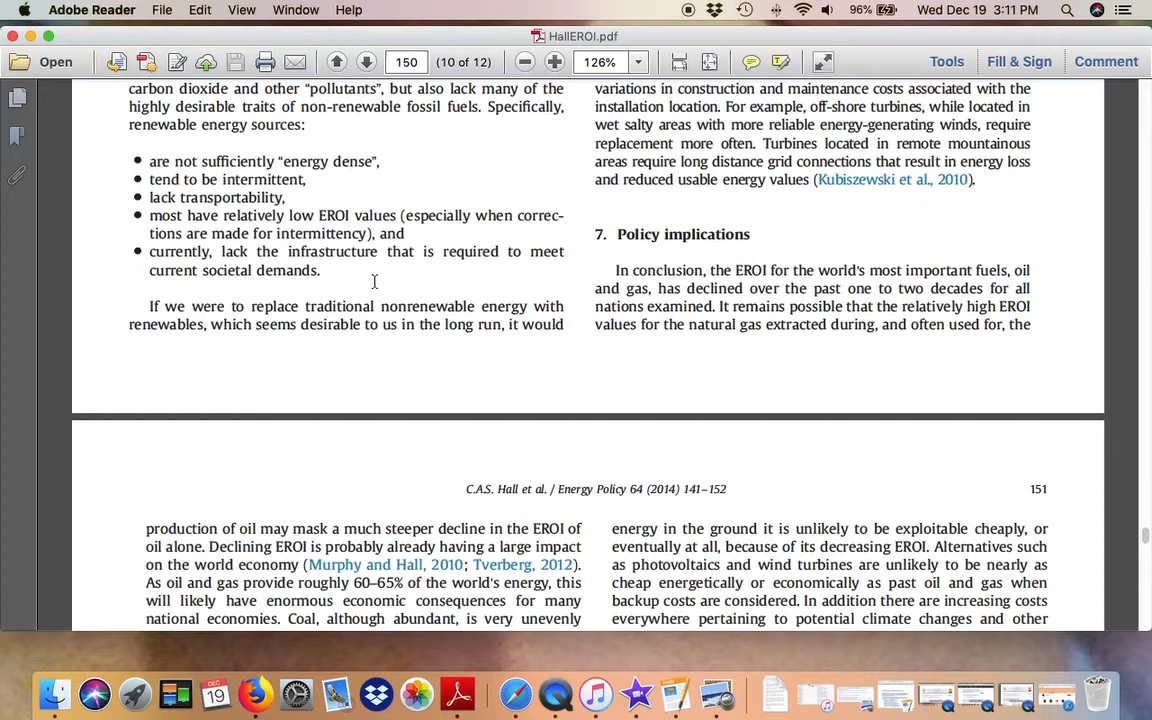 Adobe Reader File Edit View Window Help 96% Wed Dec 19 3:11 PM
HallEROI.pdf
Open 150 (10 of 12) 126% Tools Fill & Sign Comment
carbon dioxide and other “pollutants”, but also lack many of the
highly desirable traits of non-renewable fossil fuels. Specifically,
renewable energy sources:
● are not sufficiently “energy dense”,
● tend to be intermittent,
● lack transportability,
● most have relatively low EROI values (especially when correc-
tions are made for intermittency), and
● currently, lack the infrastructure that is required to meet
current societal demands.
If we were to replace traditional nonrenewable energy with
renewables, which seems desirable to us in the long run, it would
variations in construction and maintenance costs associated with the
installation location. For example, off-shore turbines, while located in
wet salty areas with more reliable energy-generating winds, require
replacement more often. Turbines located in remote mountainous
areas require long distance grid connections that result in energy loss
and reduced usable energy values (Kubiszewski et al., 2010).
7. Policy implications
In conclusion, the EROI for the world's most important fuels, oil
and gas, has declined over the past one to two decades for all
nations examined. It remains possible that the relatively high EROI
values for the natural gas extracted during, and often used for, the
C.A.S. Hall et al. / Energy Policy 64 (2014) 141–152
151
production of oil may mask a much steeper decline in the EROI of
oil alone. Declining EROI is probably already having a large impact
on the world economy (Murphy and Hall, 2010; Tverberg, 2012).
As oil and gas provide roughly 60–65% of the world's energy, this
will likely have enormous economic consequences for many
national economies. Coal, although abundant, is very unevenly
energy in the ground it is unlikely to be exploitable cheaply, or
eventually at all, because of its decreasing EROI. Alternatives such
as photovoltaics and wind turbines are unlikely to be nearly as
cheap energetically or economically as past oil and gas when
backup costs are considered. In addition there are increasing costs
everywhere pertaining to potential climate changes and other
DEC
19